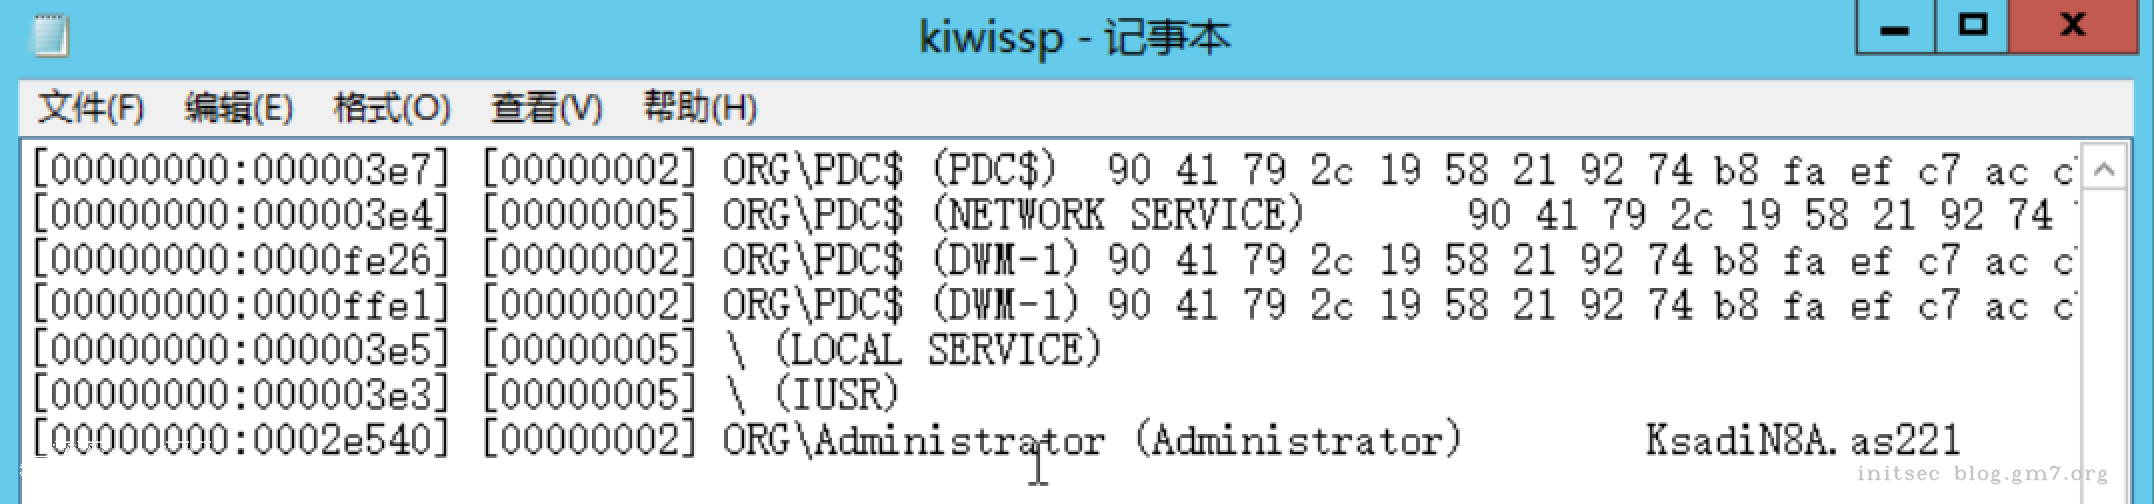 kiwissp - 记事本
文件(F) 编辑(E) 格式(O) 查看(V) 帮助(H)
[00000000:000003e7] [00000002] ORG\PDC$ (PDC$) 90 41 79 2c 19 58 21 92 74 b8 fa ef c7 ac c
[00000000:000003e4] [00000005] ORG\PDC$ (NETWORK SERVICE) 90 41 79 2c 19 58 21 92 74
[00000000:0000fe26] [00000002] ORG\PDC$ (DWM-1) 90 41 79 2c 19 58 21 92 74 b8 fa ef c7 ac c
[00000000:0000ffe1] [00000002] ORG\PDC$ (DWM-1) 90 41 79 2c 19 58 21 92 74 b8 fa ef c7 ac c
[00000000:000003e5] [00000005] \ (LOCAL SERVICE)
[00000000:000003e3] [00000005] \ (IUSR)
[00000000:0002e540] [00000002] ORG\Administrator (Administrator) KsadiN8A.as221
initsec blog.gm7.org